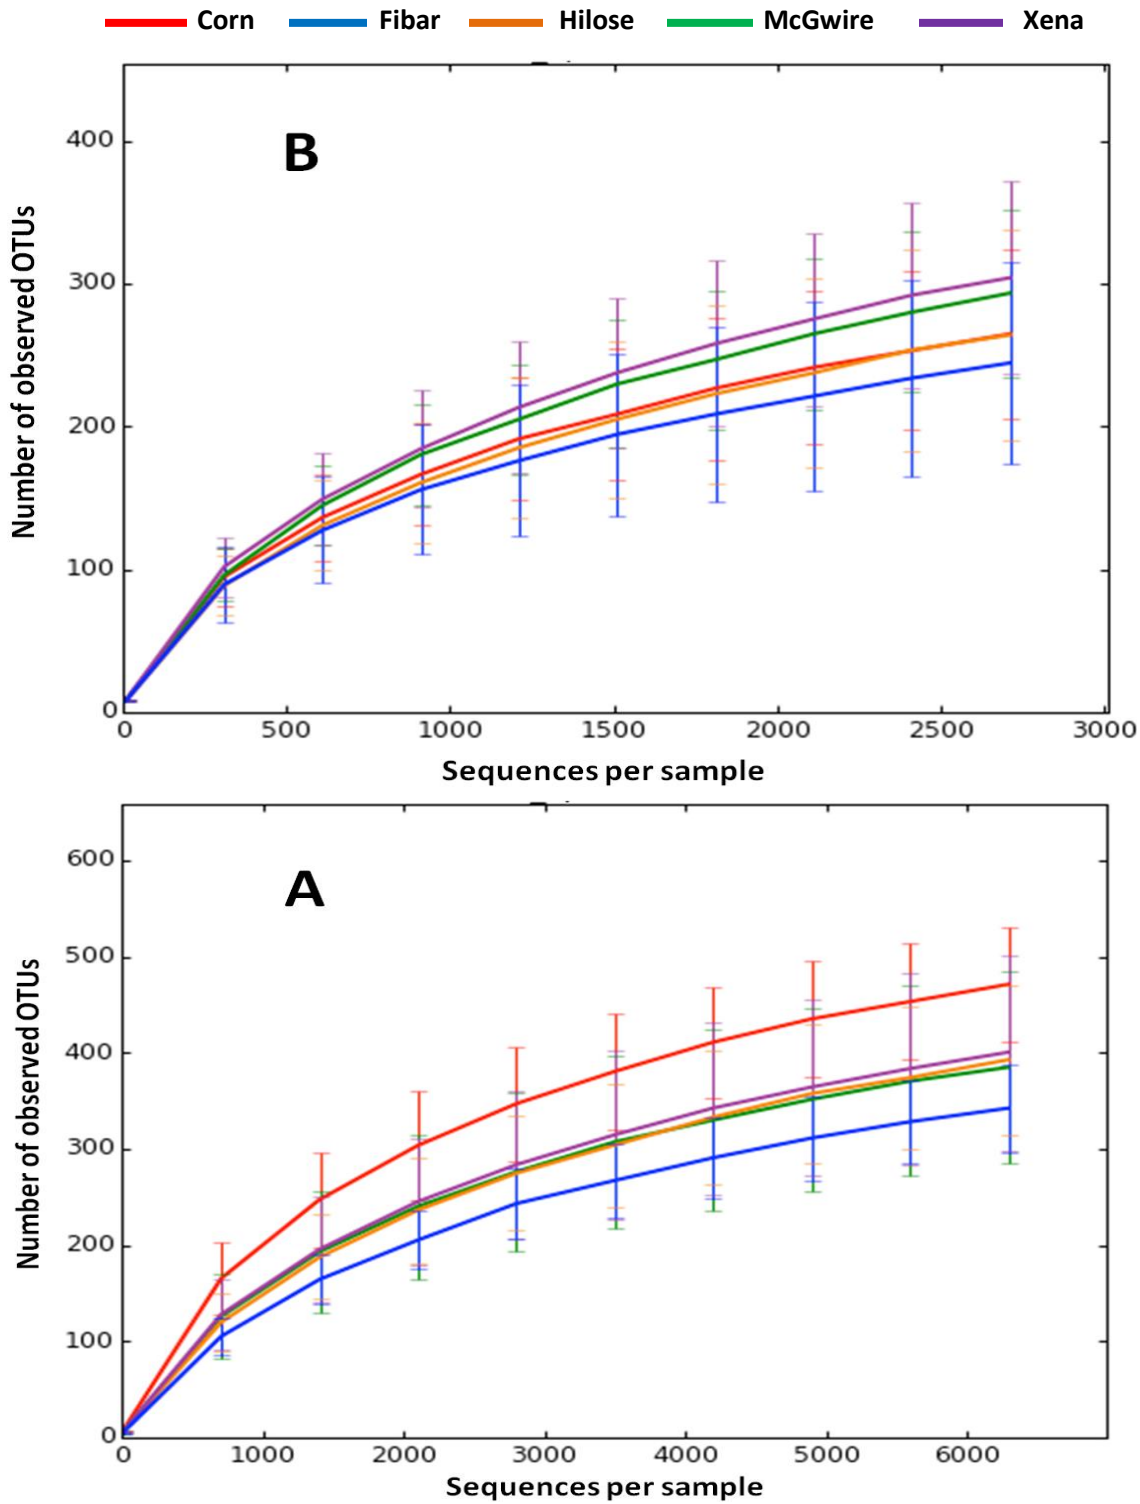 Corn Fibar Hilose McGwire Xena
B
400
300
200
100
0
Number of observed OTUs
0 500 1000 1500 2000 2500 3000
Sequences per sample
A
600
500
400
300
200
100
0
Number of observed OTUs
0 1000 2000 3000 4000 5000 6000
Sequences per sample